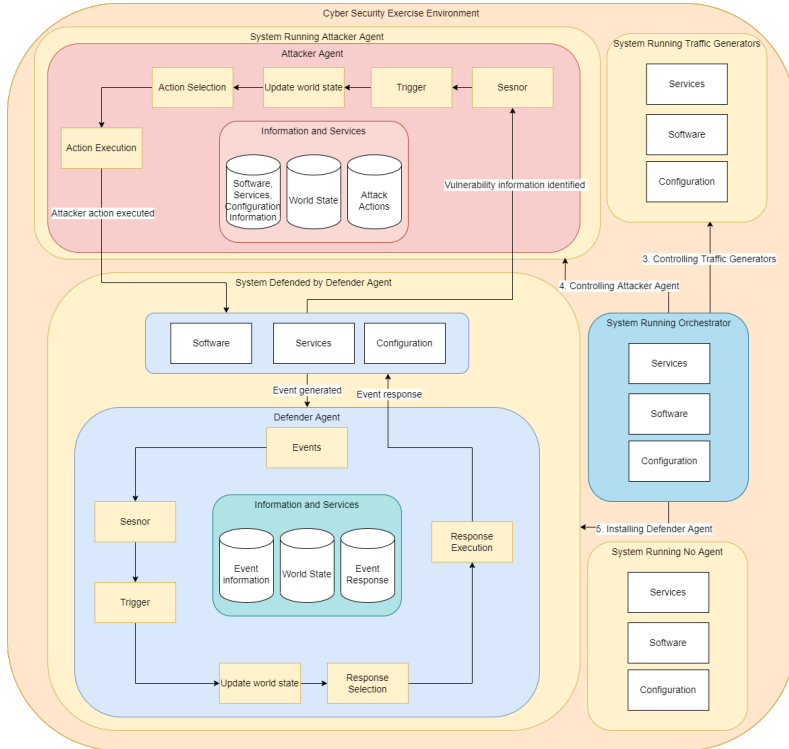 Cyber Security Exercise Environment
System Running Attacker Agent
Attacker Agent
Action Selection
Update world state
Trigger
Sesnor
Action Execution
Information and Services
Software,
Services,
Configuration
Information
World State
Attack
Actions
Vulnerability information identified
Attacker action executed
System Running Traffic Generators
Services
Software
Configuration
3. Controlling Traffic Generators
4. Controlling Attacker Agent
System Defended by Defender Agent
Software
Services
Configuration
Event generated
Event response
Defender Agent
Events
Sesnor
Trigger
Information and Services
Event
information
World State
Event
Response
Response
Execution
Update world state
Response
Selection
System Running Orchestrator
Services
Software
Configuration
5. Installing Defender Agent
System Running No Agent
Services
Software
Configuration